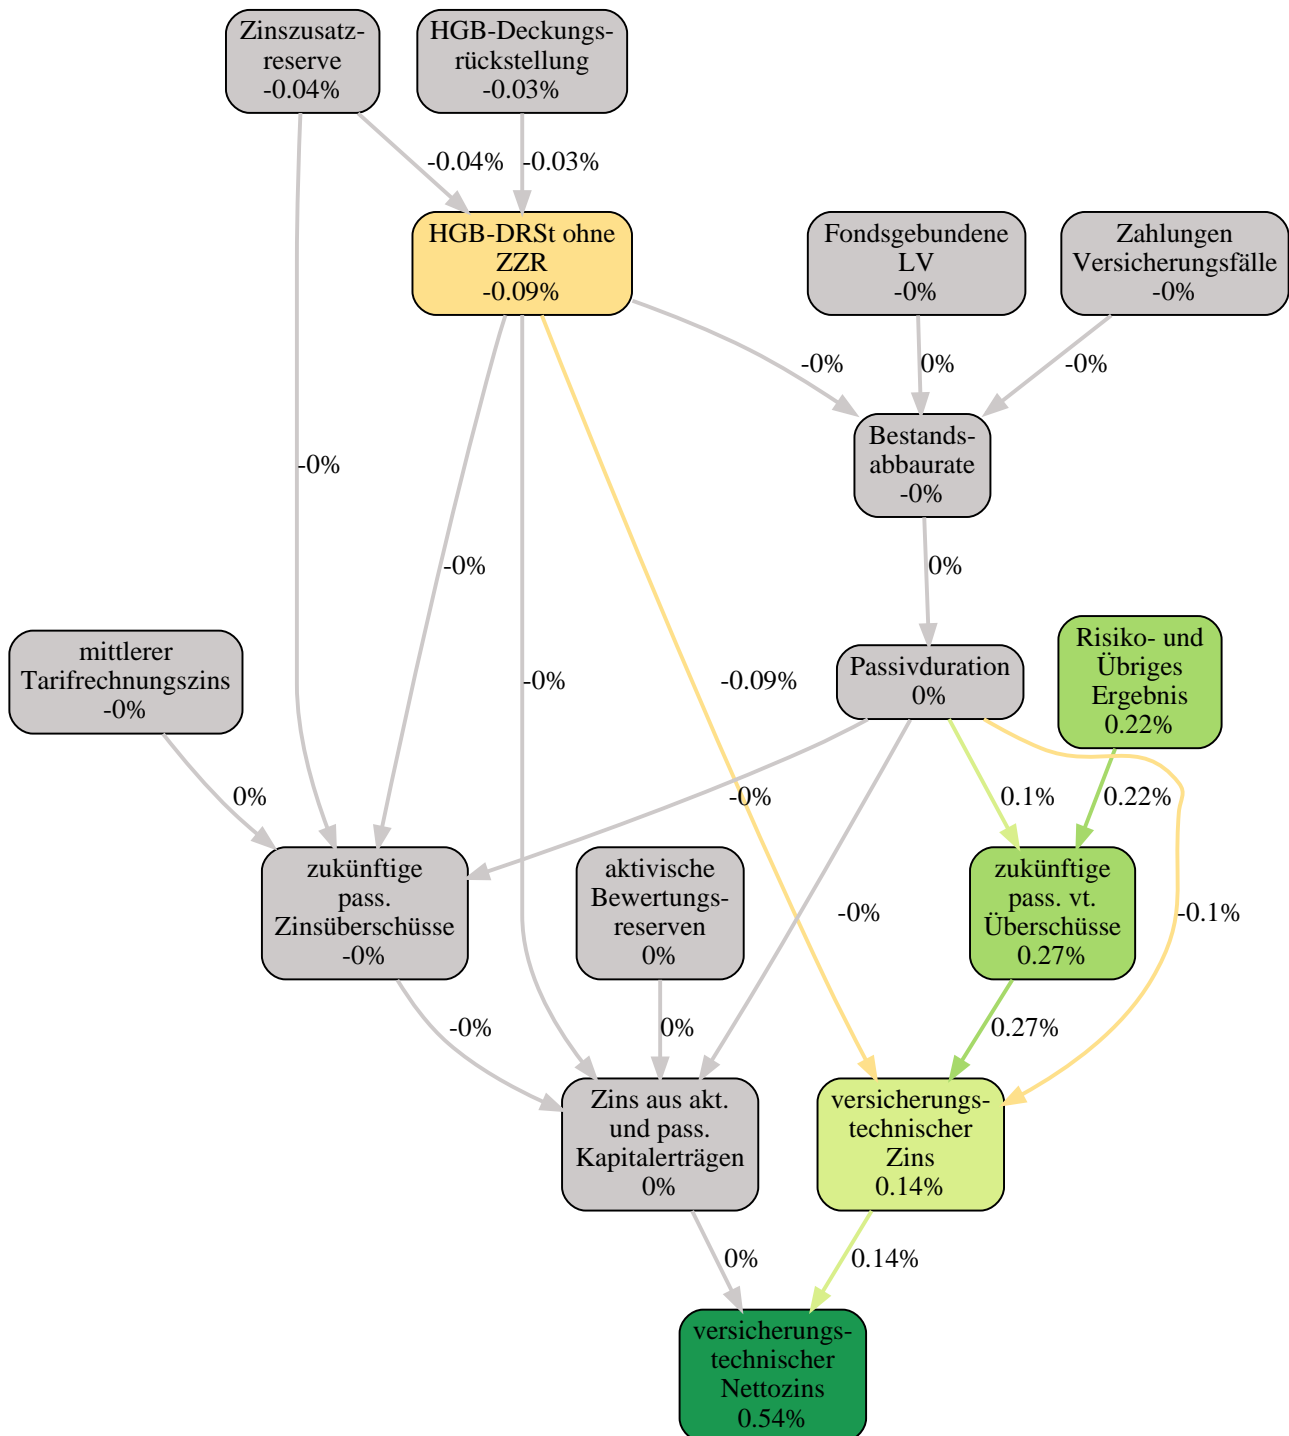 Zinszusatz-
reserve
-0.04%
HGB-Deckungs-
rückstellung
-0.03%
-0.04%
-0.03%
HGB-DRSt ohne
ZZR
-0.09%
Fondsgebundene
LV
-0%
Zahlungen
Versicherungsfälle
-0%
-0%
0%
-0%
Bestands-
abbaurate
-0%
-0%
-0%
0%
mittlerer
Tarifrechnungszins
-0%
-0%
-0.09%
Passivduration
0%
Risiko- und
Übriges
Ergebnis
0.22%
0%
-0%
0.1%
0.22%
zukünftige
pass.
Zinsüberschüsse
-0%
aktivische
Bewertungs-
reserven
0%
-0%
zukünftige
pass. vt.
Überschüsse
0.27%
-0.1%
-0%
0%
0.27%
Zins aus akt.
und pass.
Kapitalerträgen
0%
versicherungs-
technischer
Zins
0.14%
0%
0.14%
versicherungs-
technischer
Nettozins
0.54%